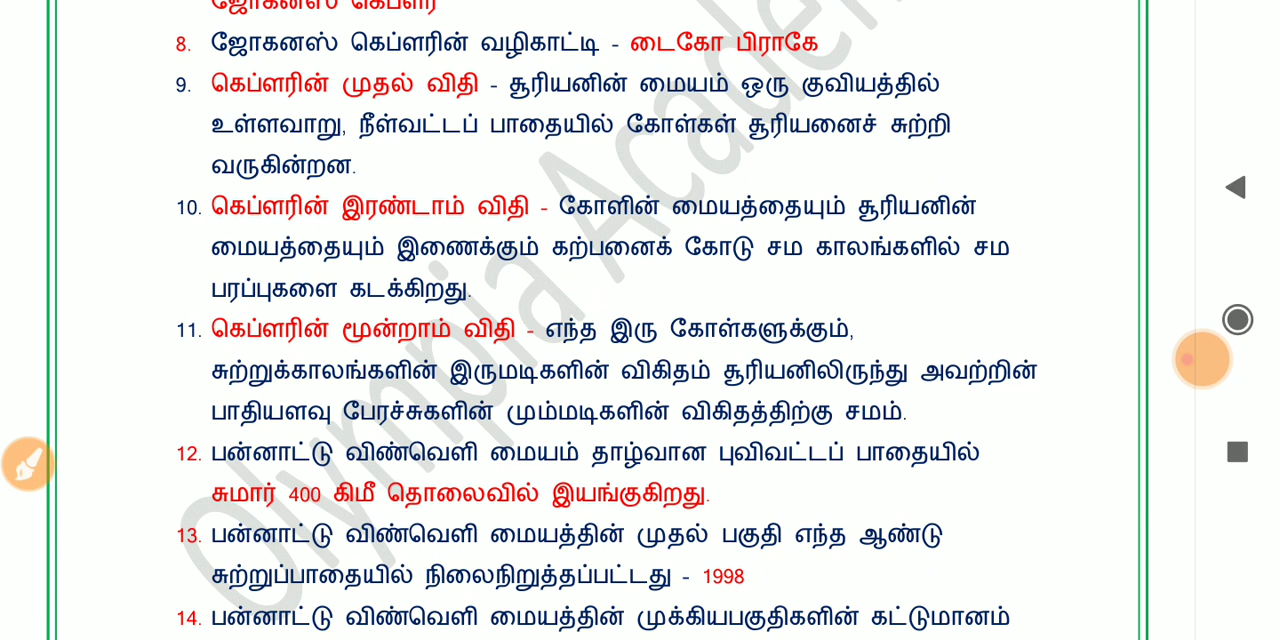 ஜோகனஸ் கெப்ளர்
8. ஜோகனஸ் கெப்ளரின் வழிகாட்டி - டைகோ பிராகே
9. கெப்ளரின் முதல் விதி - சூரியனின் மையம் ஒரு குவியத்தில்
உள்ளவாறு, நீள்வட்டப் பாதையில் கோள்கள் சூரியனைச் சுற்றி
வருகின்றன.
10. கெப்ளரின் இரண்டாம் விதி - கோளின் மையத்தையும் சூரியனின்
மையத்தையும் இணைக்கும் கற்பனைக் கோடு சம காலங்களில் சம
பரப்புகளை கடக்கிறது.
11. கெப்ளரின் மூன்றாம் விதி - எந்த இரு கோள்களுக்கும்,
சுற்றுக்காலங்களின் இருமடிகளின் விகிதம் சூரியனிலிருந்து அவற்றின்
பாதியளவு பேரச்சுகளின் மும்மடிகளின் விகிதத்திற்கு சமம்.
12. பன்னாட்டு விண்வெளி மையம் தாழ்வான புவிவட்டப் பாதையில்
சுமார் 400 கிமீ தொலைவில் இயங்குகிறது.
13. பன்னாட்டு விண்வெளி மையத்தின் முதல் பகுதி எந்த ஆண்டு
சுற்றுப்பாதையில் நிலைநிறுத்தப்பட்டது - 1998
14. பன்னாட்டு விண்வெளி மையத்தின் முக்கியபகுதிகளின் கட்டுமானம்
Olympia Academ